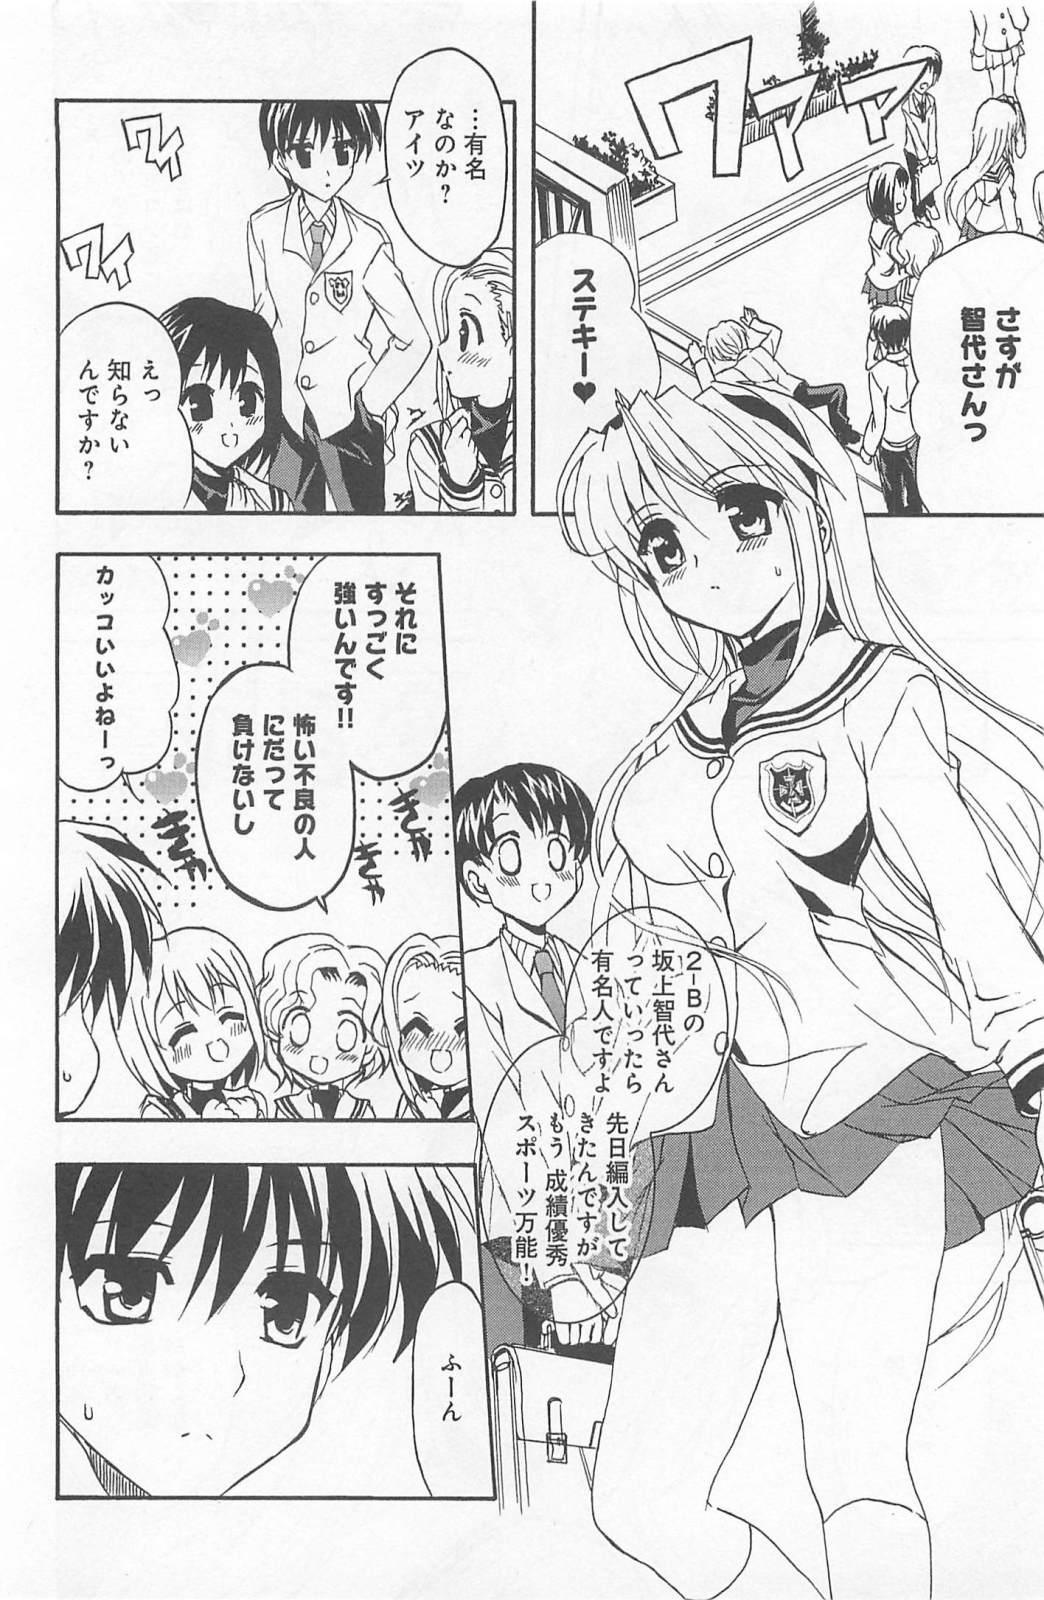 ワァァァ
さすが
智代さんっ
ステキー♥
…有名
なのか?
アイツ
ワイ
ワイ
えっ
知らない
んですか?
2-Bの
坂上智代さん
っていったら
有名人ですよ
先日編入して
きたんですが
もう 成績優秀
スポーツ万能!
それに
すっごく
強いんです!!
怖い不良の人
にだって
負けないし
カッコいいよねーっ
きゃ
きゃ
きゃ
きゃ
ふーん